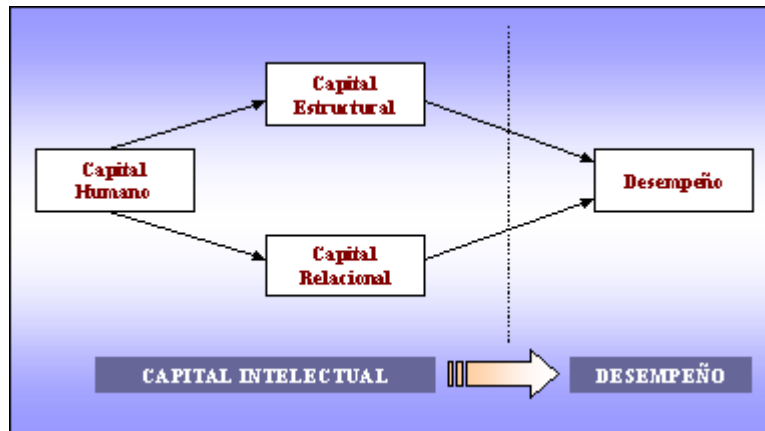 Capital
Estructural
Capital
Humano
Desempeño
Capital
Relacional
CAPITAL INTELECTUAL
DESEMPEÑO